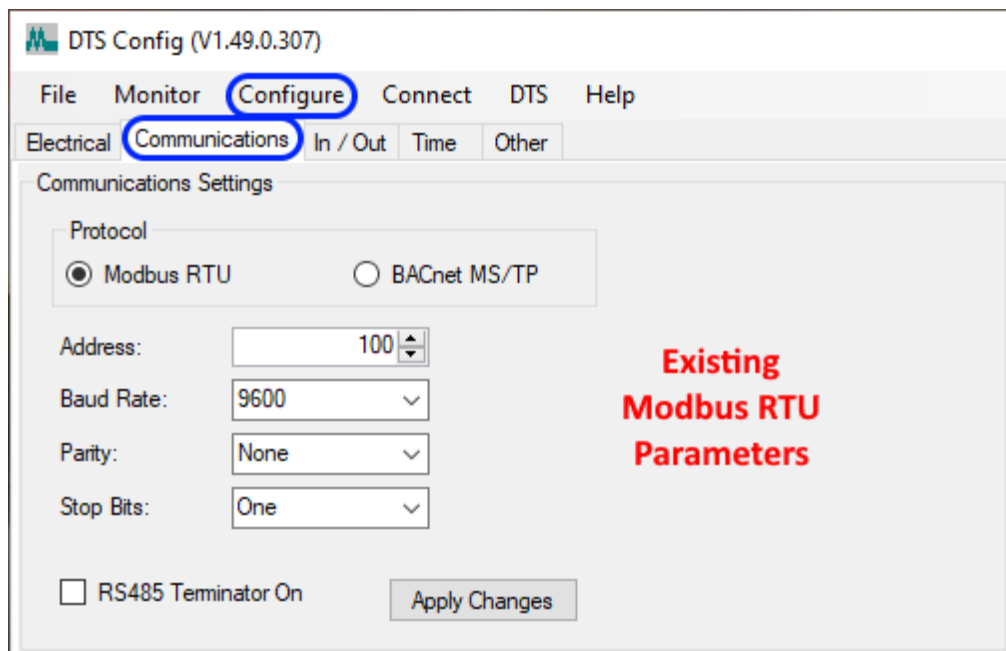 DTS Config (V1.49.0.307)
File Monitor Configure Connect DTS Help
Electrical Communications In / Out Time Other
Communications Settings
Protocol
Modbus RTU BACnet MS/TP
Address: 100
Baud Rate: 9600
Parity: None
Stop Bits: One
Existing
Modbus RTU
Parameters
RS485 Terminator On Apply Changes